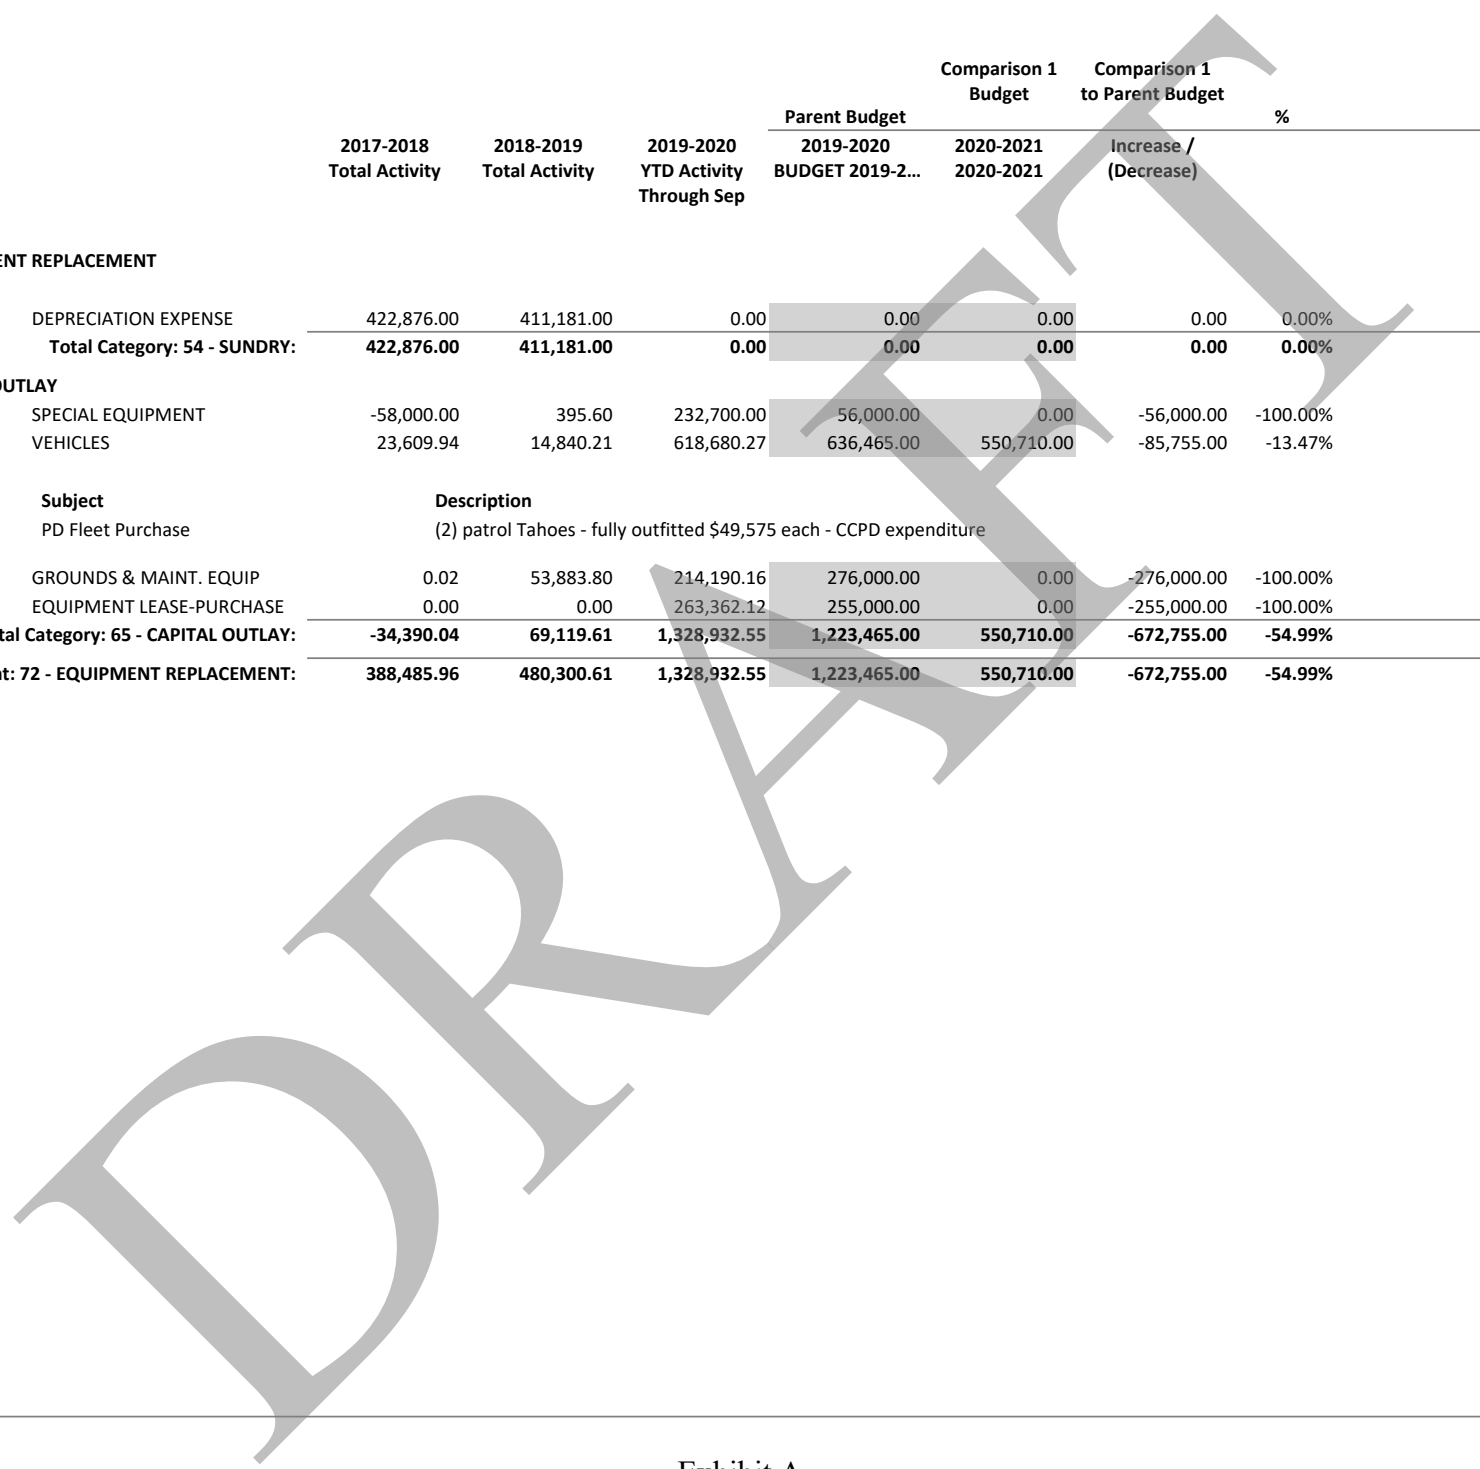 Comparison 1 Comparison 1
Budget to Parent Budget
Parent Budget %
2017-2018 2018-2019 2019-2020 2019-2020 2020-2021 Increase /
Total Activity Total Activity YTD Activity BUDGET 2019-2... 2020-2021 (Decrease)
Through Sep
ENT REPLACEMENT
DEPRECIATION EXPENSE 422,876.00 411,181.00 0.00 0.00 0.00 0.00 0.00%
Total Category: 54 - SUNDRY: 422,876.00 411,181.00 0.00 0.00 0.00 0.00 0.00%
OUTLAY
SPECIAL EQUIPMENT -58,000.00 395.60 232,700.00 56,000.00 0.00 -56,000.00 -100.00%
VEHICLES 23,609.94 14,840.21 618,680.27 636,465.00 550,710.00 -85,755.00 -13.47%
Subject Description
PD Fleet Purchase (2) patrol Tahoes - fully outfitted $49,575 each - CCPD expenditure
GROUNDS & MAINT. EQUIP 0.02 53,883.80 214,190.16 276,000.00 0.00 -276,000.00 -100.00%
EQUIPMENT LEASE-PURCHASE 0.00 0.00 263,362.12 255,000.00 0.00 -255,000.00 -100.00%
tal Category: 65 - CAPITAL OUTLAY: -34,390.04 69,119.61 1,328,932.55 1,223,465.00 550,710.00 -672,755.00 -54.99%
t: 72 - EQUIPMENT REPLACEMENT: 388,485.96 480,300.61 1,328,932.55 1,223,465.00 550,710.00 -672,755.00 -54.99%
DRAFT
Exhibit A